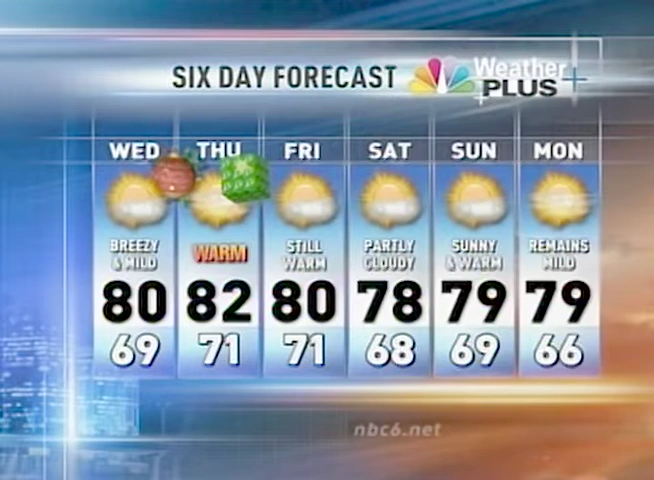 SIX DAY FORECAST Weather PLUS
WED THU FRI SAT SUN MON
BREEZY & MILD WARM STILL WARM PARTLY CLOUDY SUNNY & WARM REMAINS MILD
80 82 80 78 79 79
69 71 71 68 69 66
nbc6.net